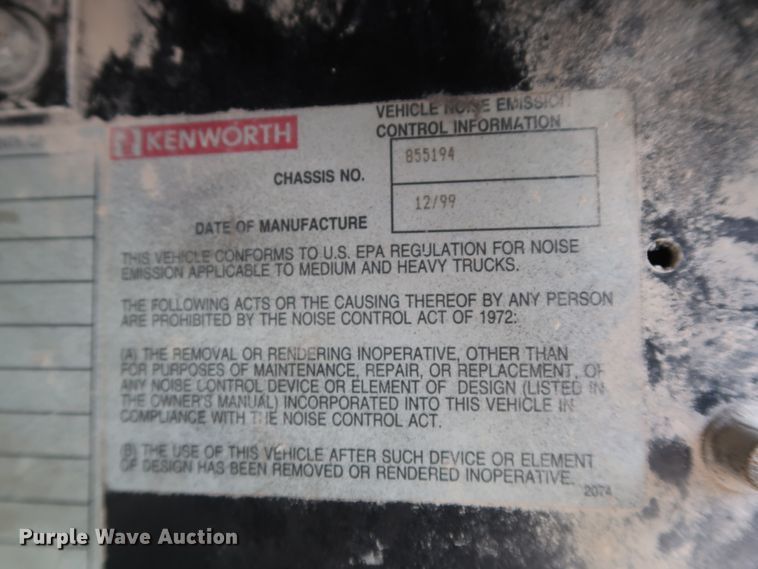 KENWORTH
VEHICLE NOISE EMISSION
CONTROL INFORMATION
CHASSIS NO.
855194
DATE OF MANUFACTURE
12/99
THIS VEHICLE CONFORMS TO U.S. EPA REGULATION FOR NOISE
EMISSION APPLICABLE TO MEDIUM AND HEAVY TRUCKS.
THE FOLLOWING ACTS OR THE CAUSING THEREOF BY ANY PERSON
ARE PROHIBITED BY THE NOISE CONTROL ACT OF 1972:
(A) THE REMOVAL OR RENDERING INOPERATIVE, OTHER THAN
FOR PURPOSES OF MAINTENANCE, REPAIR, OR REPLACEMENT, OF
ANY NOISE CONTROL DEVICE OR ELEMENT OF DESIGN (LISTED IN
THE OWNER'S MANUAL) INCORPORATED INTO THIS VEHICLE IN
COMPLIANCE WITH THE NOISE CONTROL ACT.
(B) THE USE OF THIS VEHICLE AFTER SUCH DEVICE OR ELEMENT
OF DESIGN HAS BEEN REMOVED OR RENDERED INOPERATIVE.
2074
Purple Wave Auction